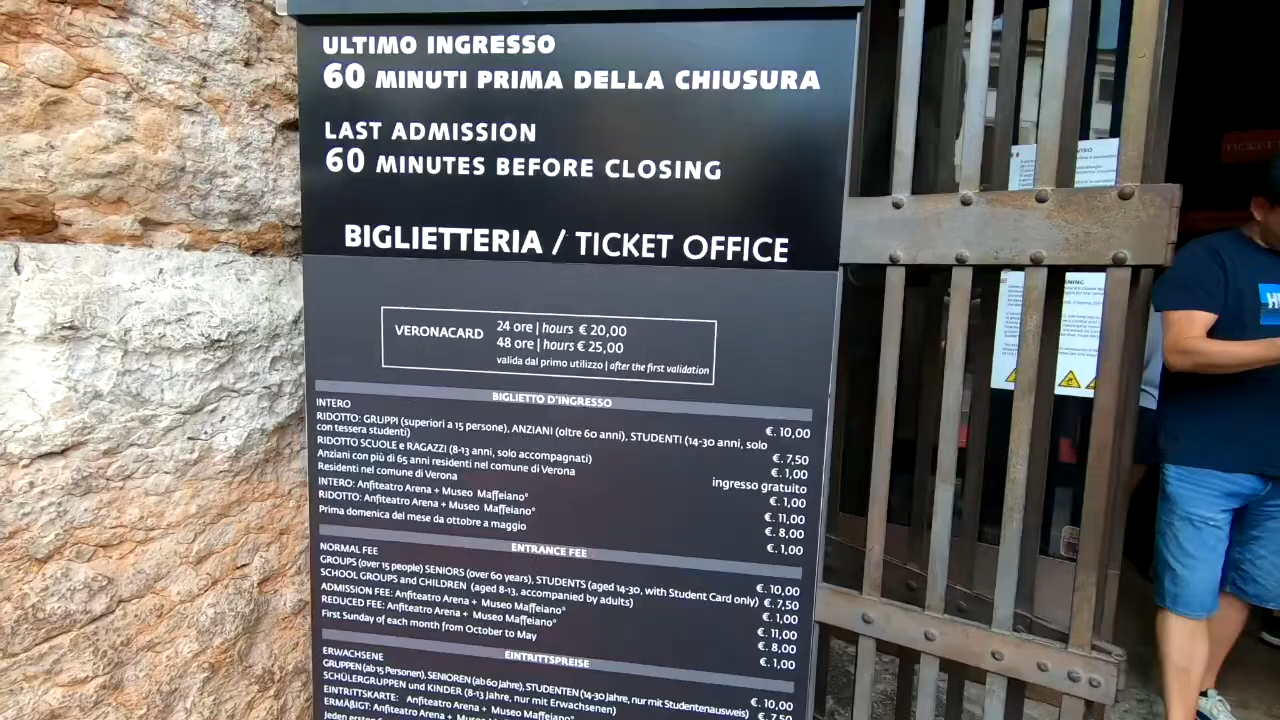 ULTIMO INGRESSO
60 MINUTI PRIMA DELLA CHIUSURA
LAST ADMISSION
60 MINUTES BEFORE CLOSING
BIGLIETTERIA / TICKET OFFICE
VERONACARD
24 ore | hours € 20,00
48 ore | hours € 25,00
valida dal primo utilizzo | after the first validation
BIGLIETTO D'INGRESSO
INTERO €. 10,00
RIDOTTO: GRUPPI (superiori a 15 persone), ANZIANI (oltre 60 anni), STUDENTI (14-30 anni, solo
con tessera studenti) €. 7,50
RIDOTTO SCUOLE e RAGAZZI (8-13 anni, solo accompagnati) €. 1,00
Anziani con più di 65 anni residenti nel comune di Verona ingresso gratuito
Residenti nel comune di Verona €. 1,00
INTERO: Anfiteatro Arena + Museo Maffeiano* €. 11,00
RIDOTTO: Anfiteatro Arena + Museo Maffeiano* €. 8,00
Prima domenica del mese da ottobre a maggio €. 1,00
ENTRANCE FEE
NORMAL FEE €. 10,00
GROUPS (over 15 people) SENIORS (over 60 years), STUDENTS (aged 14-30, with Student Card only) €. 7,50
SCHOOL GROUPS and CHILDREN (aged 8-13, accompanied by adults) €. 1,00
ADMISSION FEE: Anfiteatro Arena + Museo Maffeiano* €. 11,00
REDUCED FEE: Anfiteatro Arena + Museo Maffeiano* €. 8,00
First Sunday of each month from October to May €. 1,00
EINTRITTSPREISE
ERWACHSENE €. 10,00
GRUPPEN (ab 15 Personen), SENIOREN (ab 60 Jahre), STUDENTEN (14-30 Jahre, nur mit Studentenausweis) €. 7,50
SCHÜLERGRUPPEN und KINDER (8-13 Jahre, nur mit Erwachsenen)
EINTRITTSKARTE: Anfiteatro Arena + Museo Maffeiano*
ERMÄßIGT: Anfiteatro Arena +
Jeden ersten
TICKET